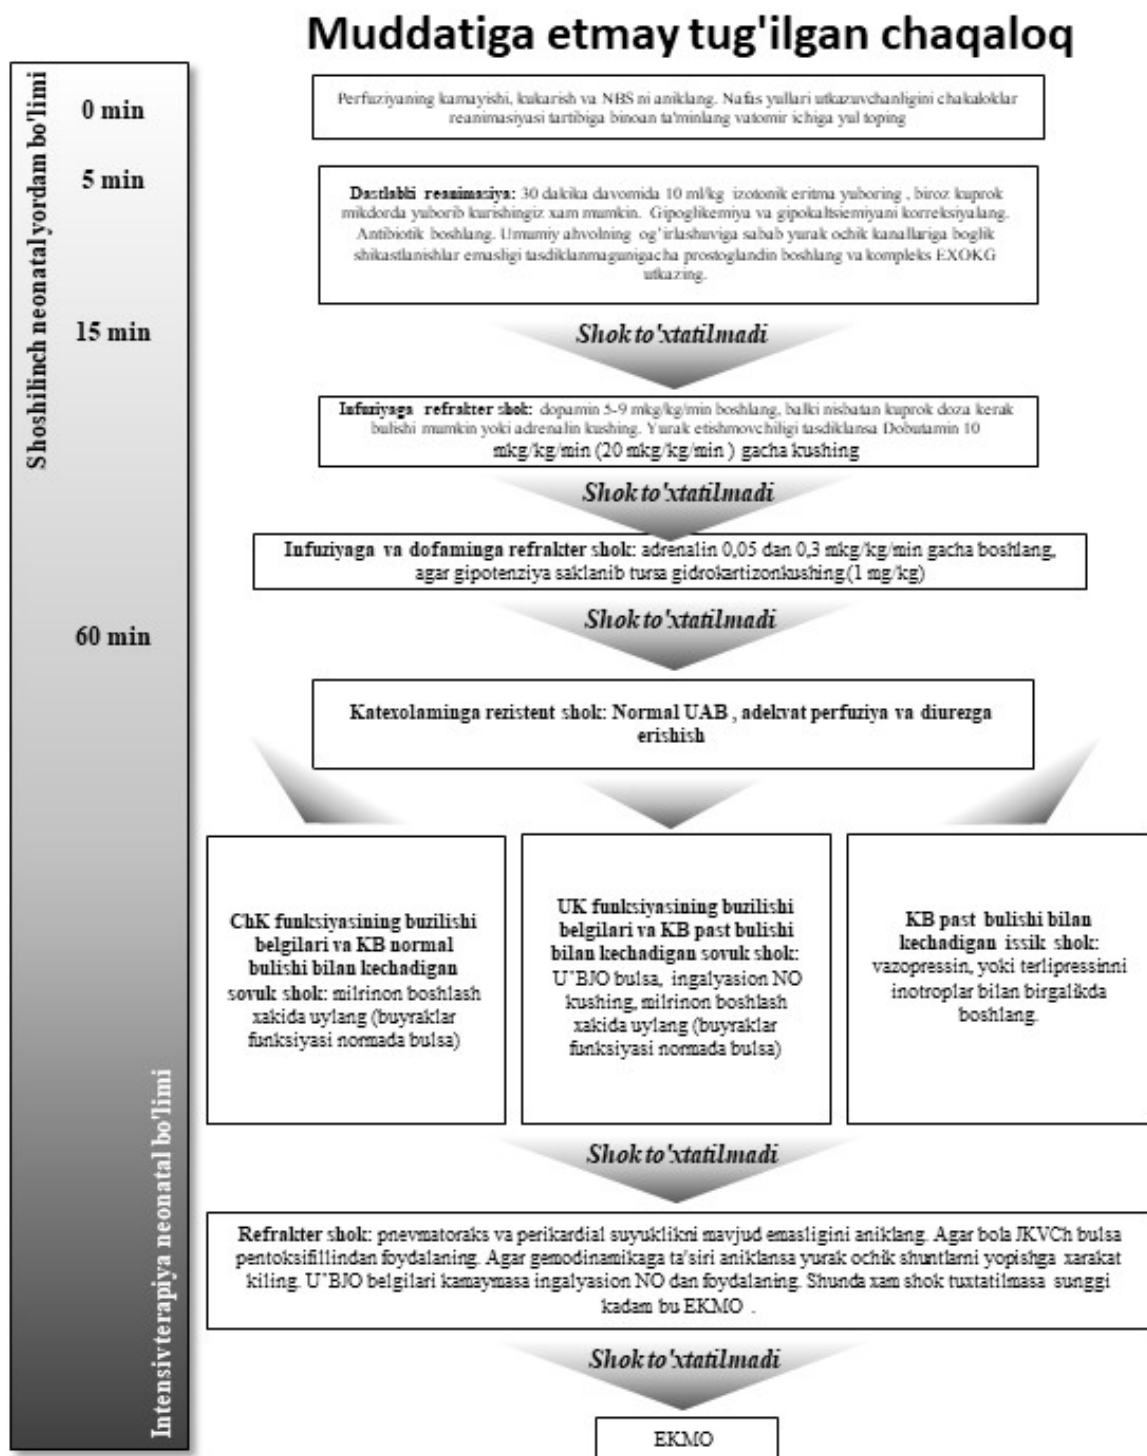 Muddatiga etmay tug'ilgan chaqaloq
Shoshilinch neonatal yordam bo'limi
0 min
5 min
15 min
60 min
Intensiv terapiya neonatal bo'limi
Perfuziyaning kamayishi, kukarish va NBS ni aniklang. Nafas yullari utkazuvchanligini chakaloklar
reanimasiyasi tartibiga binoan ta'minlang vatomir ichiga yul toping
Dastlabki reanimasiya: 30 dakika davomida 10 ml/kg izotonik eritma yuboring , biroz kuprok
mikdorda yuborib kurishingiz xam mumkin. Gipoglikemiya va gipokaltsiemiyani korreksiyalang.
Antibiotik boshlang. Umumiy ahvolning og'irlashuviga sabab yurak ochik kanallariga boglik
shikastlanishlar emasligi tasdiklanmagunigacha prostoglandin boshlang va kompleks EXOKG
utkazing.
Shok to'xtatilmadi
Infuziyaga refrakter shok: dopamin 5-9 mkg/kg/min boshlang, balki nisbatan kuprok doza kerak
bulishi mumkin yoki adrenalin kushing. Yurak etishmovchiligi tasdiklansa Dobutamin 10
mkg/kg/min (20 mkg/kg/min ) gacha kushing
Shok to'xtatilmadi
Infuziyaga va dofaminga refrakter shok: adrenalin 0,05 dan 0,3 mkg/kg/min gacha boshlang,
agar gipotenziya saklanib tursa gidrokartizonkushing(1 mg/kg)
Shok to'xtatilmadi
Katexolaminga rezistent shok: Normal UAB , adekvat perfuziya va diurezga
erishish
ChK funksiyasining buzilishi
belgilari va KB normal
bulishi bilan kechadigan
sovuk shok: milrinon boshlash
xakida uylang (buyraklar
funksiyasi normada bulsa)
UK funksiyasining buzilishi
belgilari va KB past bulishi
bilan kechadigan sovuk shok:
U"BJO bulsa, ingalyasion NO
kushing, milrinon boshlash
xakida uylang (buyraklar
funksiyasi normada bulsa)
KB past bulishi bilan
kechadigan issik shok:
vazopressin, yoki terlipressinni
inotroplar bilan birgalikda
boshlang.
Shok to'xtatilmadi
Refrakter shok: pnevmatoraks va perikardial suyuklikni mavjud emasligini aniklang. Agar bola JKVCh bulsa
pentoksifillindan foydalaning. Agar gemodinamikaga ta'siri aniklansa yurak ochik shuntlarni yopishga xarakat
kiling. U"BJO belgilari kamaymasa ingalyasion NO dan foydalaning. Shunda xam shok tuxtatilmasa sunggi
kadam bu EKMO .
Shok to'xtatilmadi
EKMO